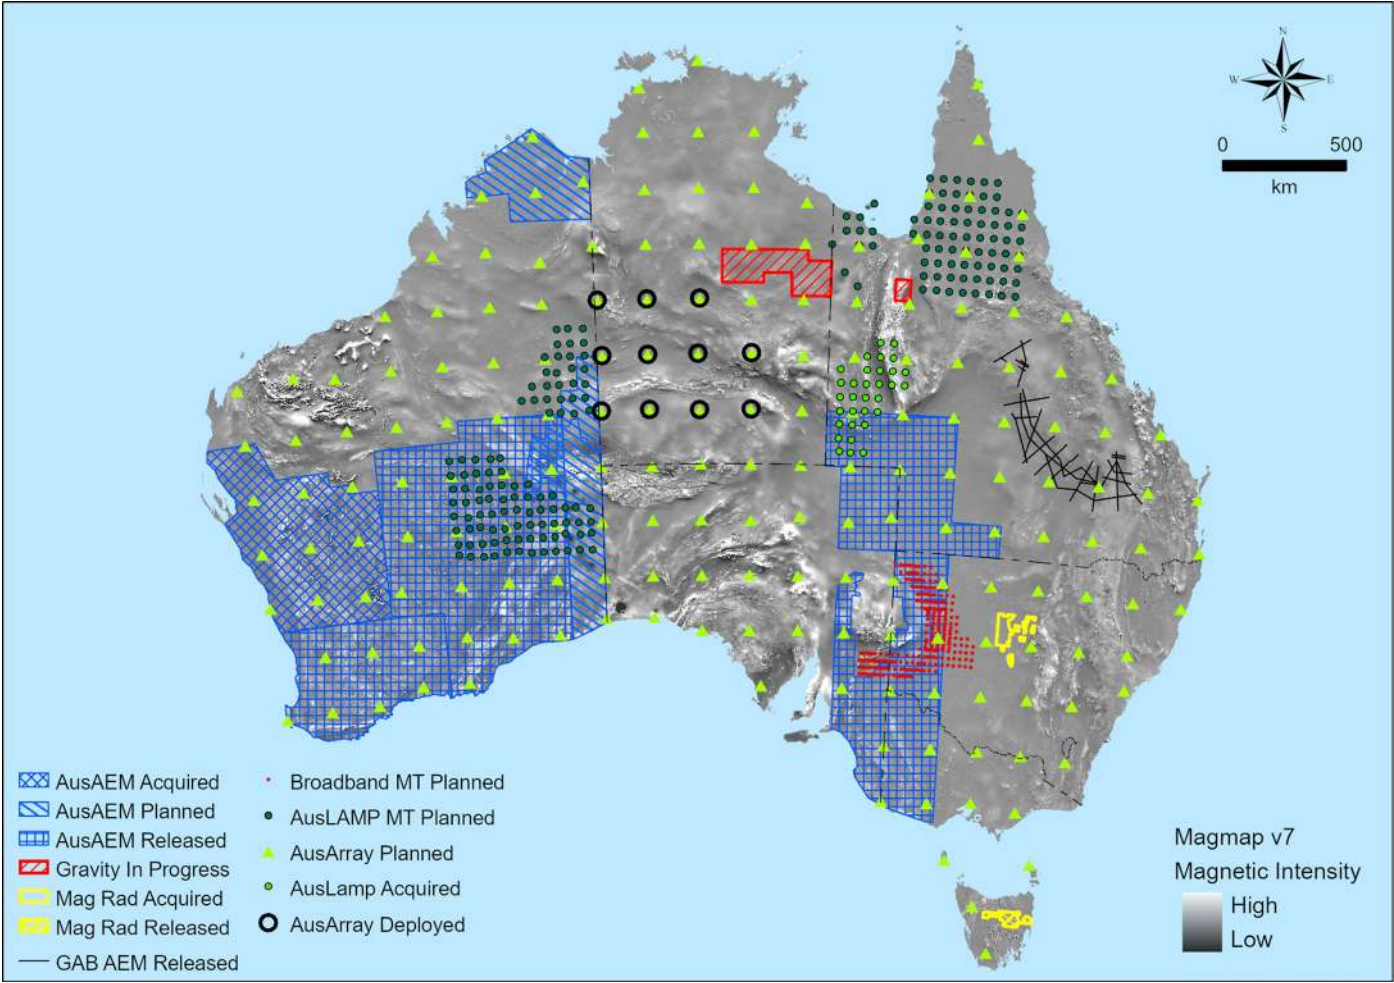 N
W E
S
0 500
km
AusAEM Acquired
AusAEM Planned
AusAEM Released
Gravity In Progress
Mag Rad Acquired
Mag Rad Released
GAB AEM Released
Broadband MT Planned
AusLAMP MT Planned
AusArray Planned
AusLamp Acquired
AusArray Deployed
Magmap v7
Magnetic Intensity
High
Low